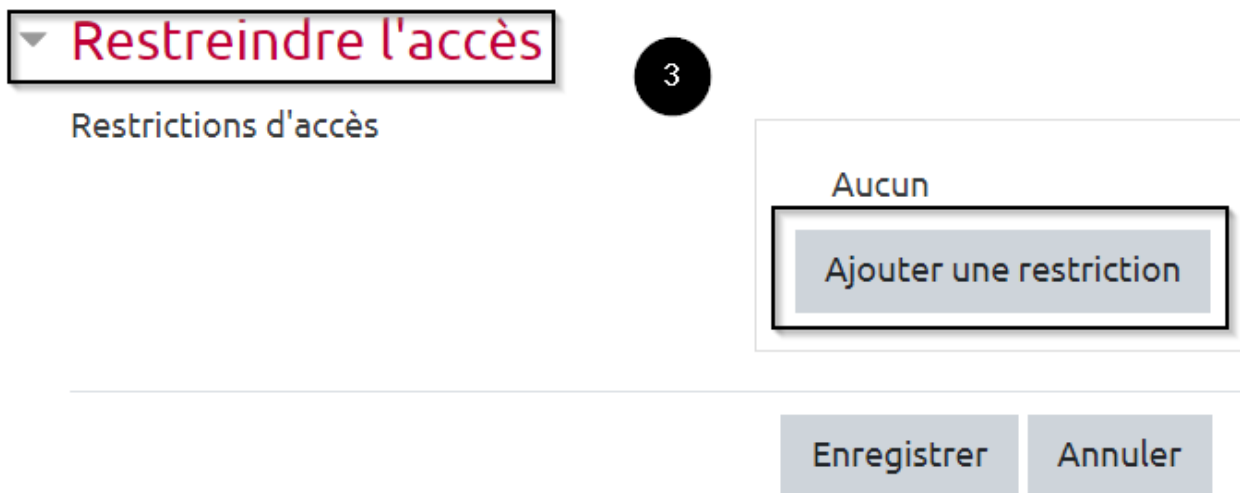 Restreindre l'accès
3
Restrictions d'accès
Aucun
Ajouter une restriction
Enregistrer
Annuler